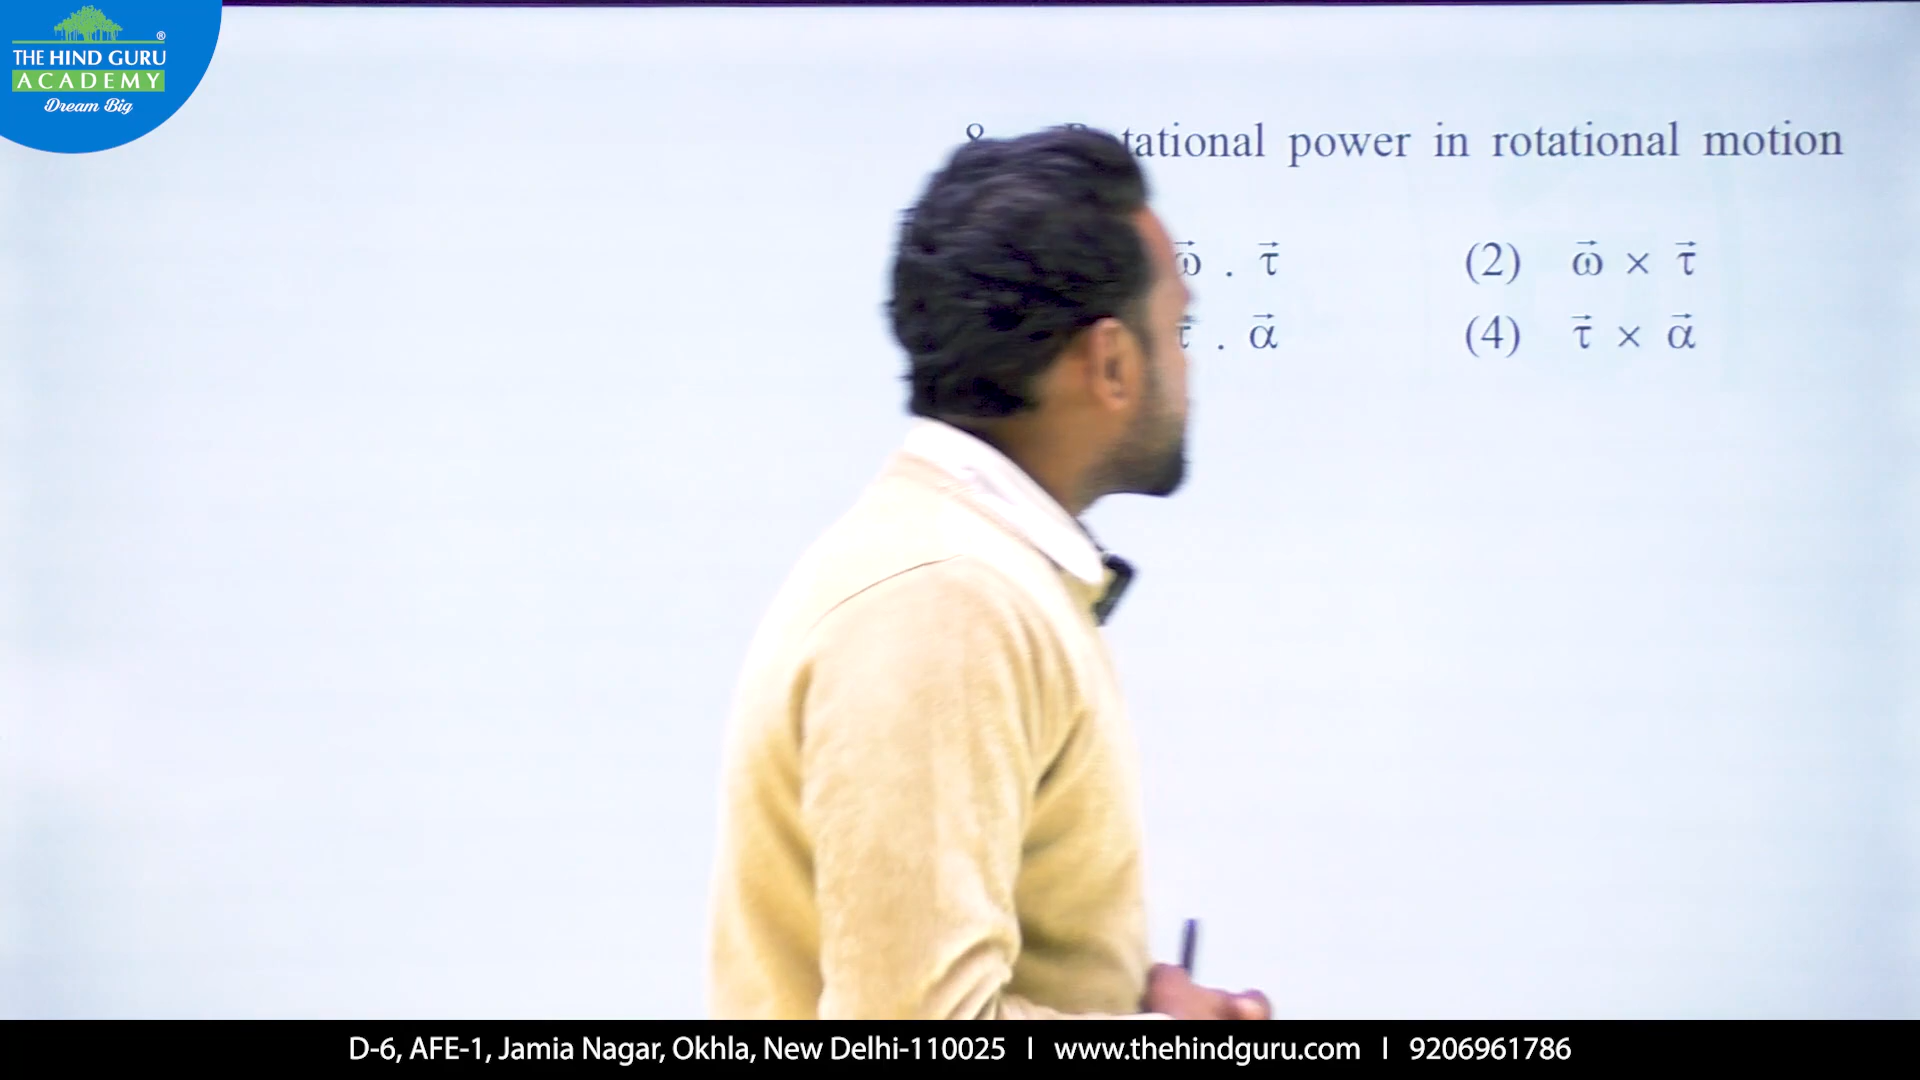 THE HIND GURU
ACADEMY
Dream Big
tational power in rotational motion
ω⃗ . τ⃗ (2) ω⃗ × τ⃗
τ⃗ . α⃗ (4) τ⃗ × α⃗
D-6, AFE-1, Jamia Nagar, Okhla, New Delhi-110025 | www.thehindguru.com | 9206961786